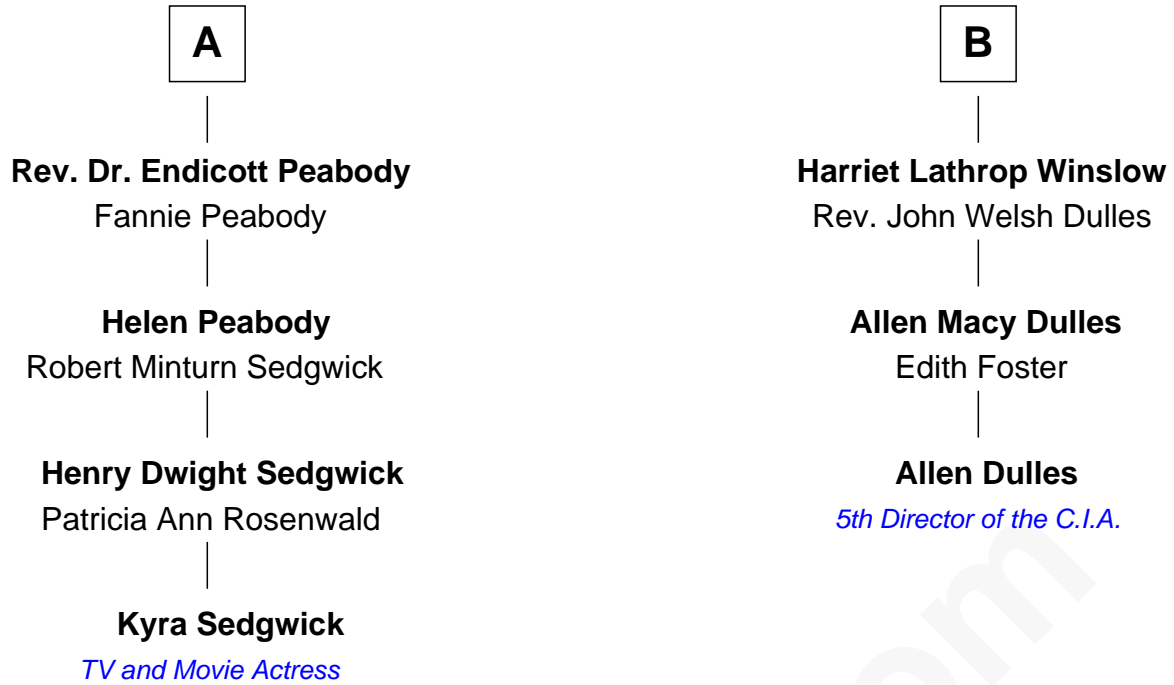 A
Rev. Dr. Endicott Peabody
Fannie Peabody
Helen Peabody
Robert Minturn Sedgwick
Henry Dwight Sedgwick
Patricia Ann Rosenwald
Kyra Sedgwick
TV and Movie Actress
B
Harriet Lathrop Winslow
Rev. John Welsh Dulles
Allen Macy Dulles
Edith Foster
Allen Dulles
5th Director of the C.I.A.
om